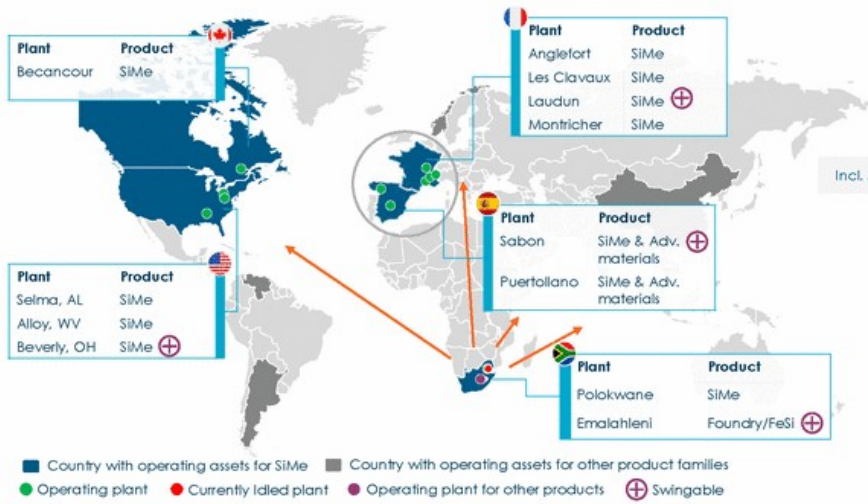 Plant Product
Becancour SiMe
Plant Product
Anglefort SiMe
Les Clavaux SiMe
Laudun SiMe
Montricher SiMe
Incl.
Plant Product
Sabon SiMe & Adv.
materials
Puertollano SiMe & Adv.
materials
Plant Product
Selma, AL SiMe
Alloy, WV SiMe
Beverly, OH SiMe
Plant Product
Polokwane SiMe
Emalahleni Foundry/FeSi
Country with operating assets for SiMe Country with operating assets for other product families
Operating plant Currently Idled plant Operating plant for other products Swingable